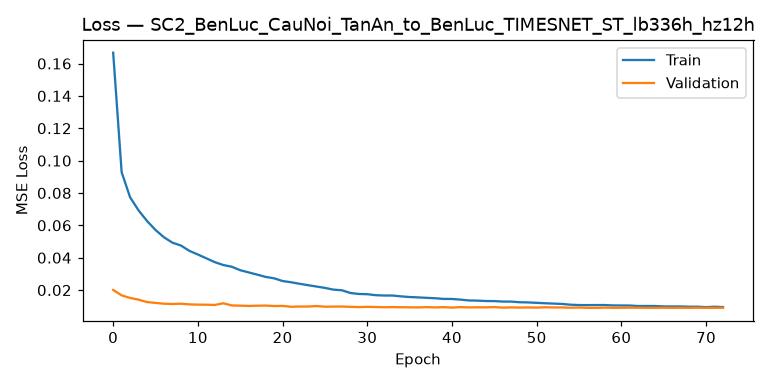 Loss — SC2_BenLuc_CauNoi_TanAn_to_BenLuc_TIMESNET_ST_lb336h_hz12h
Train
Validation
MSE Loss
0.16
0.14
0.12
0.10
0.08
0.06
0.04
0.02
0 10 20 30 40 50 60 70
Epoch